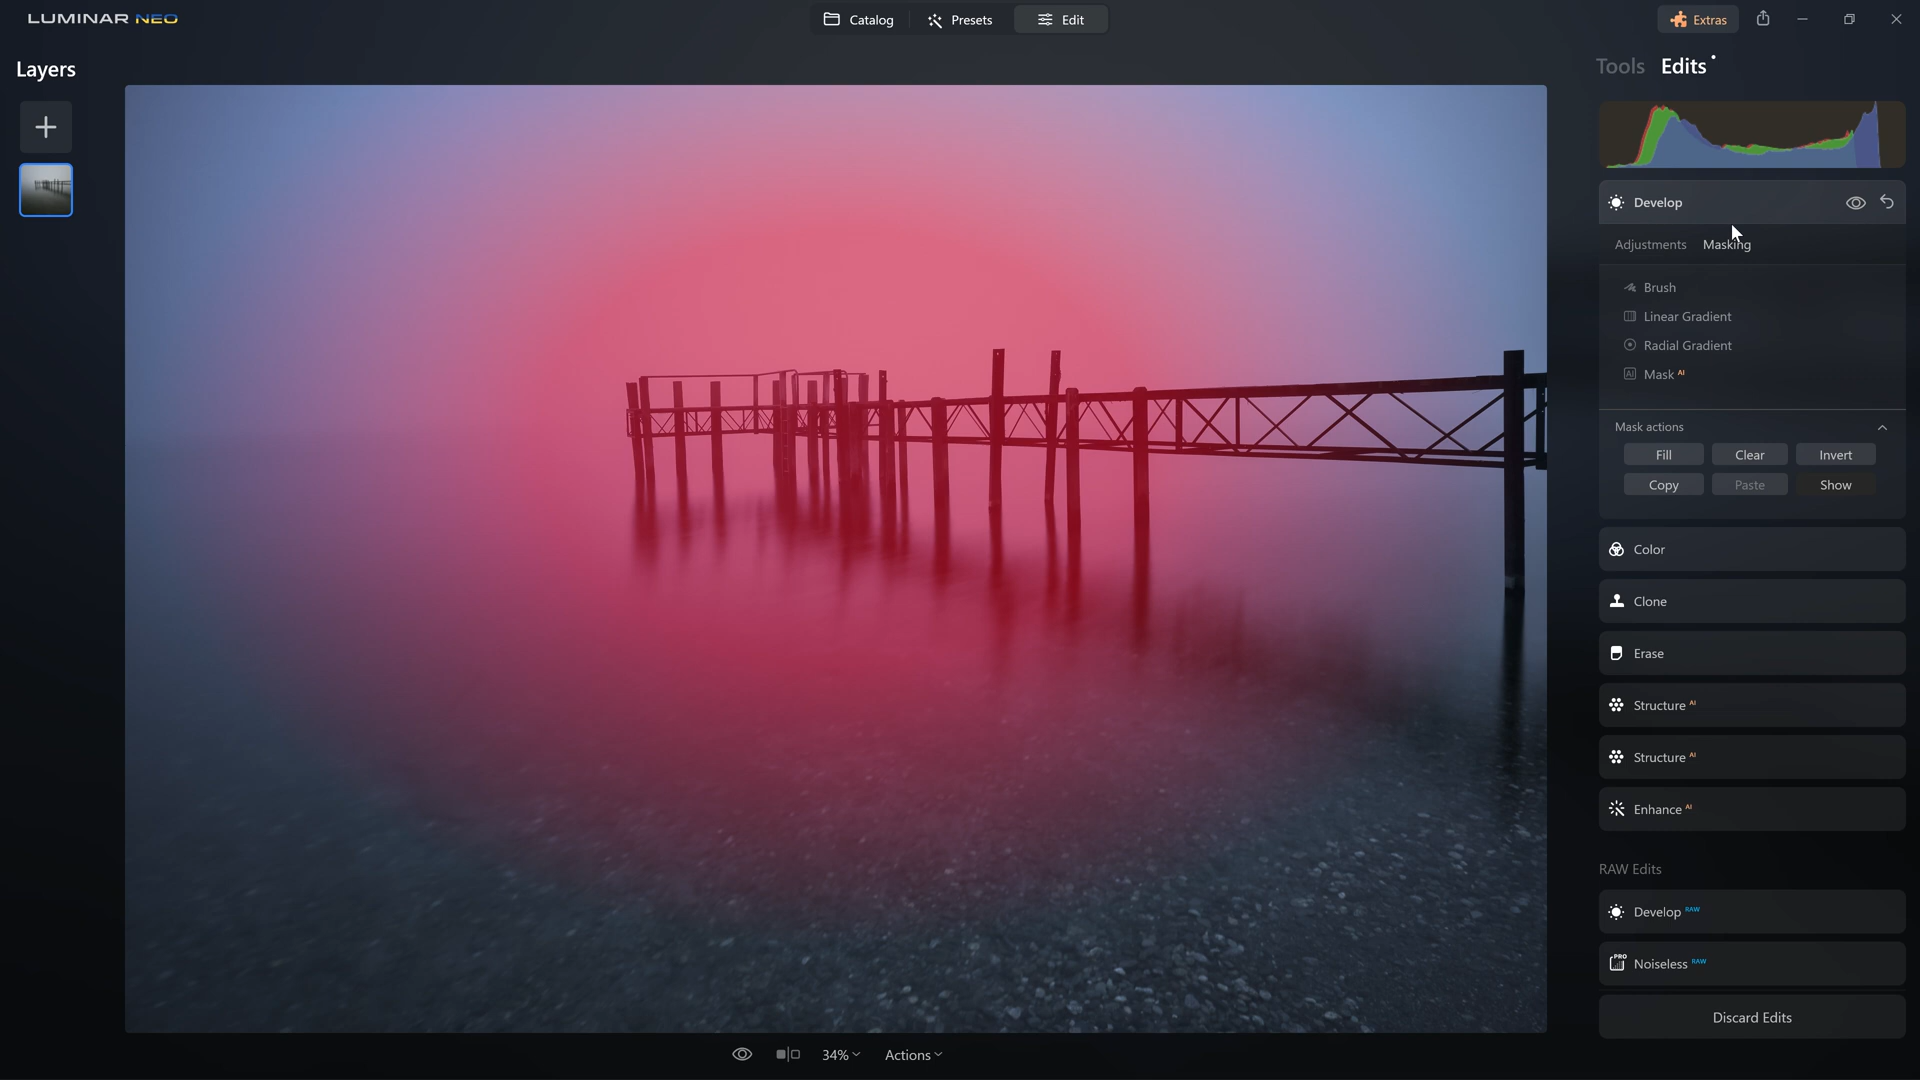 LUMINAR NEO
Catalog
Presets
Edit
Extras
Layers
Tools Edits
Develop
Adjustments Masking
Brush
Linear Gradient
Radial Gradient
Mask AI
Mask actions
Fill Clear Invert
Copy Paste Show
Color
Clone
Erase
Structure AI
Structure AI
Enhance AI
RAW Edits
Develop RAW
PRO Noiseless RAW
Discard Edits
34% Actions